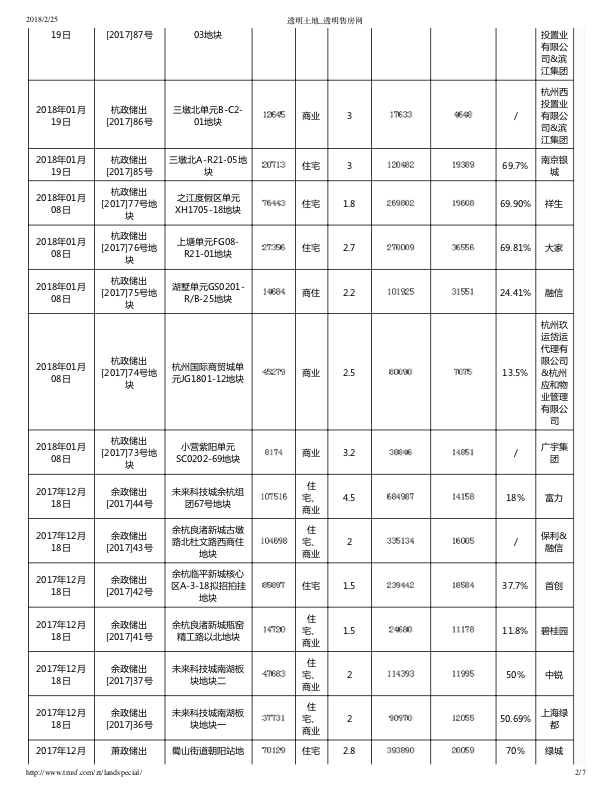 2018/2/25
透明土地_透明售房网
19日 [2017]87号 03地块 投置业有限公司&滨江集团
2018年01月19日 杭政储出[2017]86号 三墩北单元B-C2-01地块 12645 商业 3 17633 4648 / 杭州西投置业有限公司&滨江集团
2018年01月19日 杭政储出[2017]85号 三墩北A-R21-05地块 20713 住宅 3 120482 19389 69.7% 南京银城
2018年01月08日 杭政储出[2017]77号地块 之江度假区单元XH1705-18地块 76443 住宅 1.8 269802 19608 69.90% 祥生
2018年01月08日 杭政储出[2017]76号地块 上塘单元FG08-R21-01地块 27356 住宅 2.7 270009 36556 69.81% 大家
2018年01月08日 杭政储出[2017]75号地块 湖墅单元GS0201-R/B-25地块 14684 商住 2.2 101925 31551 24.41% 融信
2018年01月08日 杭政储出[2017]74号地块 杭州国际商贸城单元JG1801-12地块 45279 商业 2.5 80090 7075 13.5% 杭州玖运货运代理有限公司&杭州应和物业管理有限公司
2018年01月08日 杭政储出[2017]73号地块 小营紫阳单元SC0202-69地块 8174 商业 3.2 38846 14851 / 广宇集团
2017年12月18日 余政储出[2017]44号 未来科技城余杭组团67号地块 107516 住宅、商业 4.5 684987 14158 18% 富力
2017年12月18日 余政储出[2017]43号 余杭良渚新城古墩路北杜文路西商住地块 104698 住宅、商业 2 335134 16005 / 保利&融信
2017年12月18日 余政储出[2017]42号 余杭临平新城核心区A-3-18拟招拍挂地块 85897 住宅 1.5 239442 18584 37.7% 首创
2017年12月18日 余政储出[2017]41号 余杭良渚新城瓶窑精工路以北地块 14720 住宅、商业 1.5 24680 11178 11.8% 碧桂园
2017年12月18日 余政储出[2017]37号 未来科技城南湖板块地块二 47683 住宅、商业 2 114393 11995 50% 中锐
2017年12月18日 余政储出[2017]36号 未来科技城南湖板块地块一 37731 住宅、商业 2 90970 12055 50.69% 上海绿都
2017年12月 萧政储出 蜀山街道朝阳站地 70129 住宅 2.8 393890 20059 70% 绿城
http://www.tmsf.com/zt/landspecial/
2/7